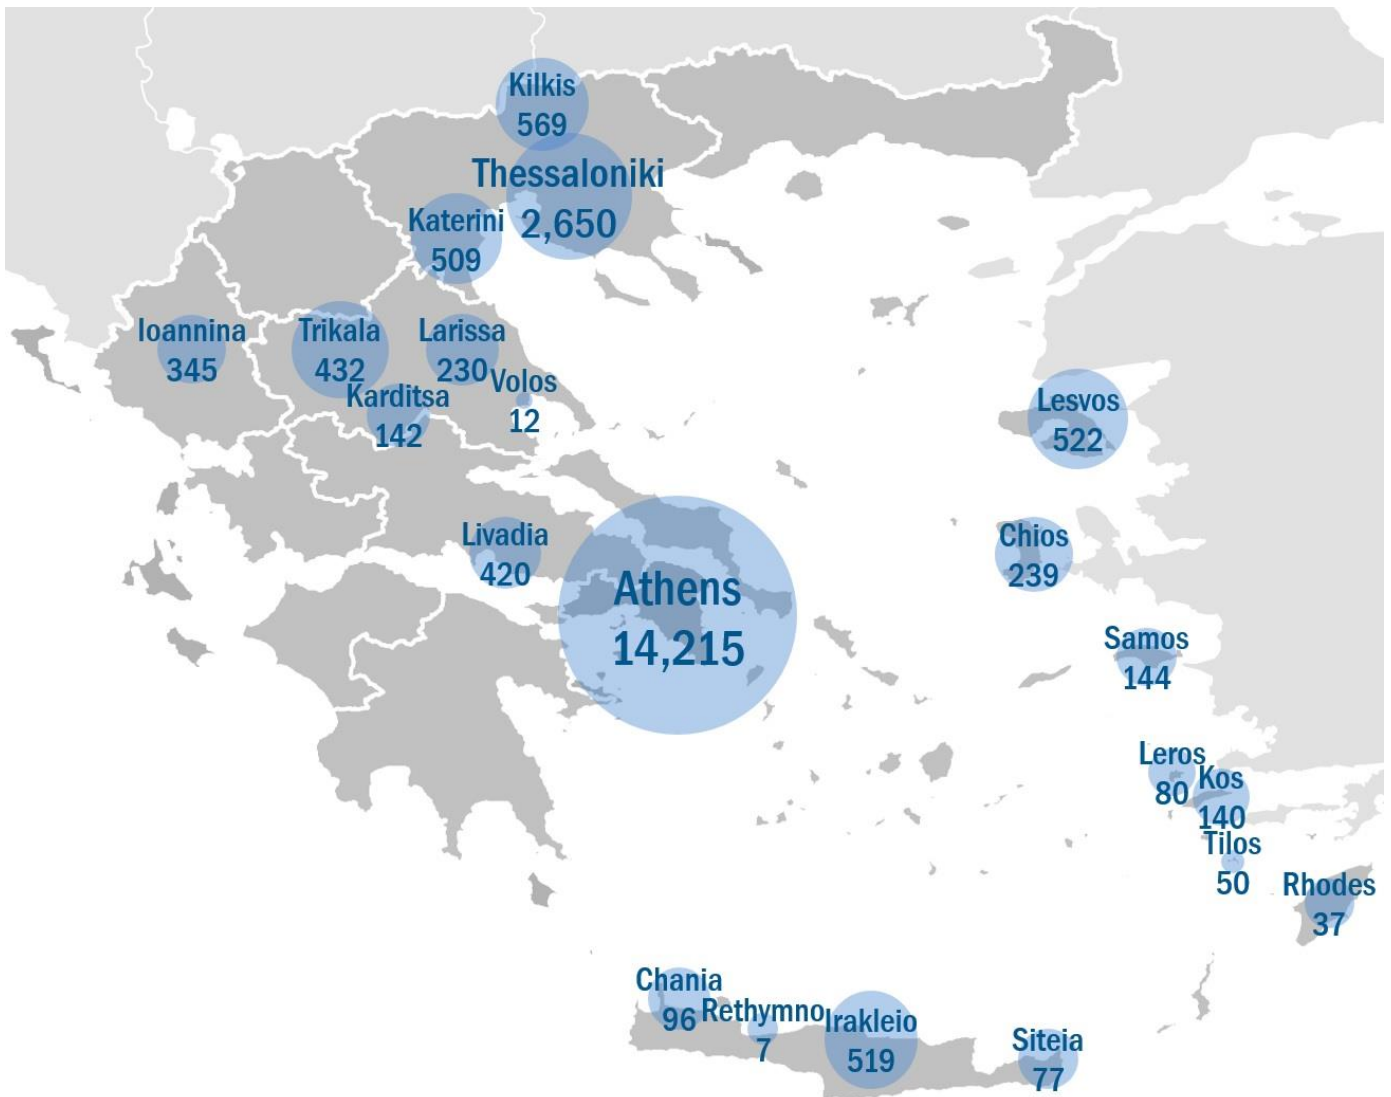 Kilkis
569
Thessaloniki
2,650
Katerini
509
Ioannina
345
Trikala
432
Larissa
230
Volos
12
Karditsa
142
Lesvos
522
Livadia
420
Chios
239
Athens
14,215
Samos
144
Leros
80
Kos
140
Tilos
50
Rhodes
37
Chania
96
Rethymno
7
Irakleio
519
Siteia
77